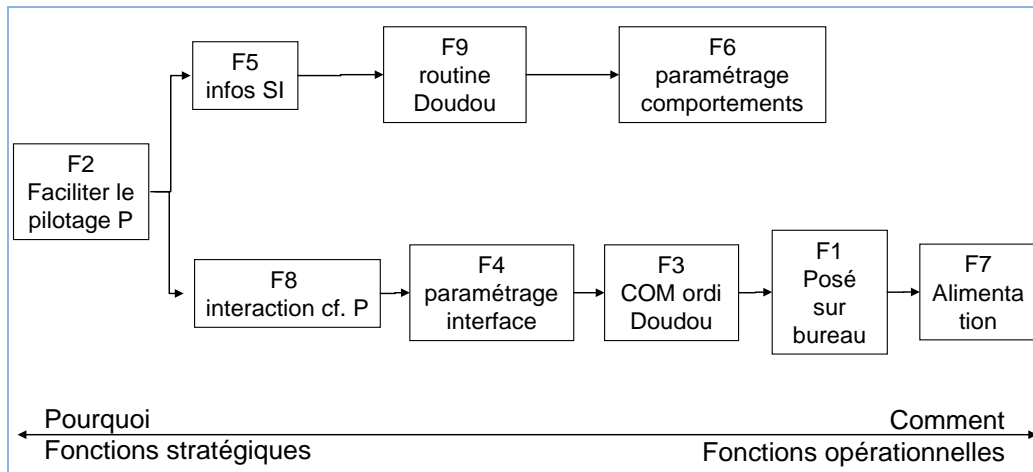 F5
infos SI
F9
routine
Doudou
F6
paramétrage
comportements
F2
Faciliter le
pilotage P
F8
interaction cf. P
F4
paramétrage
interface
F3
COM ordi
Doudou
F1
Posé
sur
bureau
F7
Alimenta
tion
Pourquoi
Comment
Fonctions stratégiques
Fonctions opérationnelles